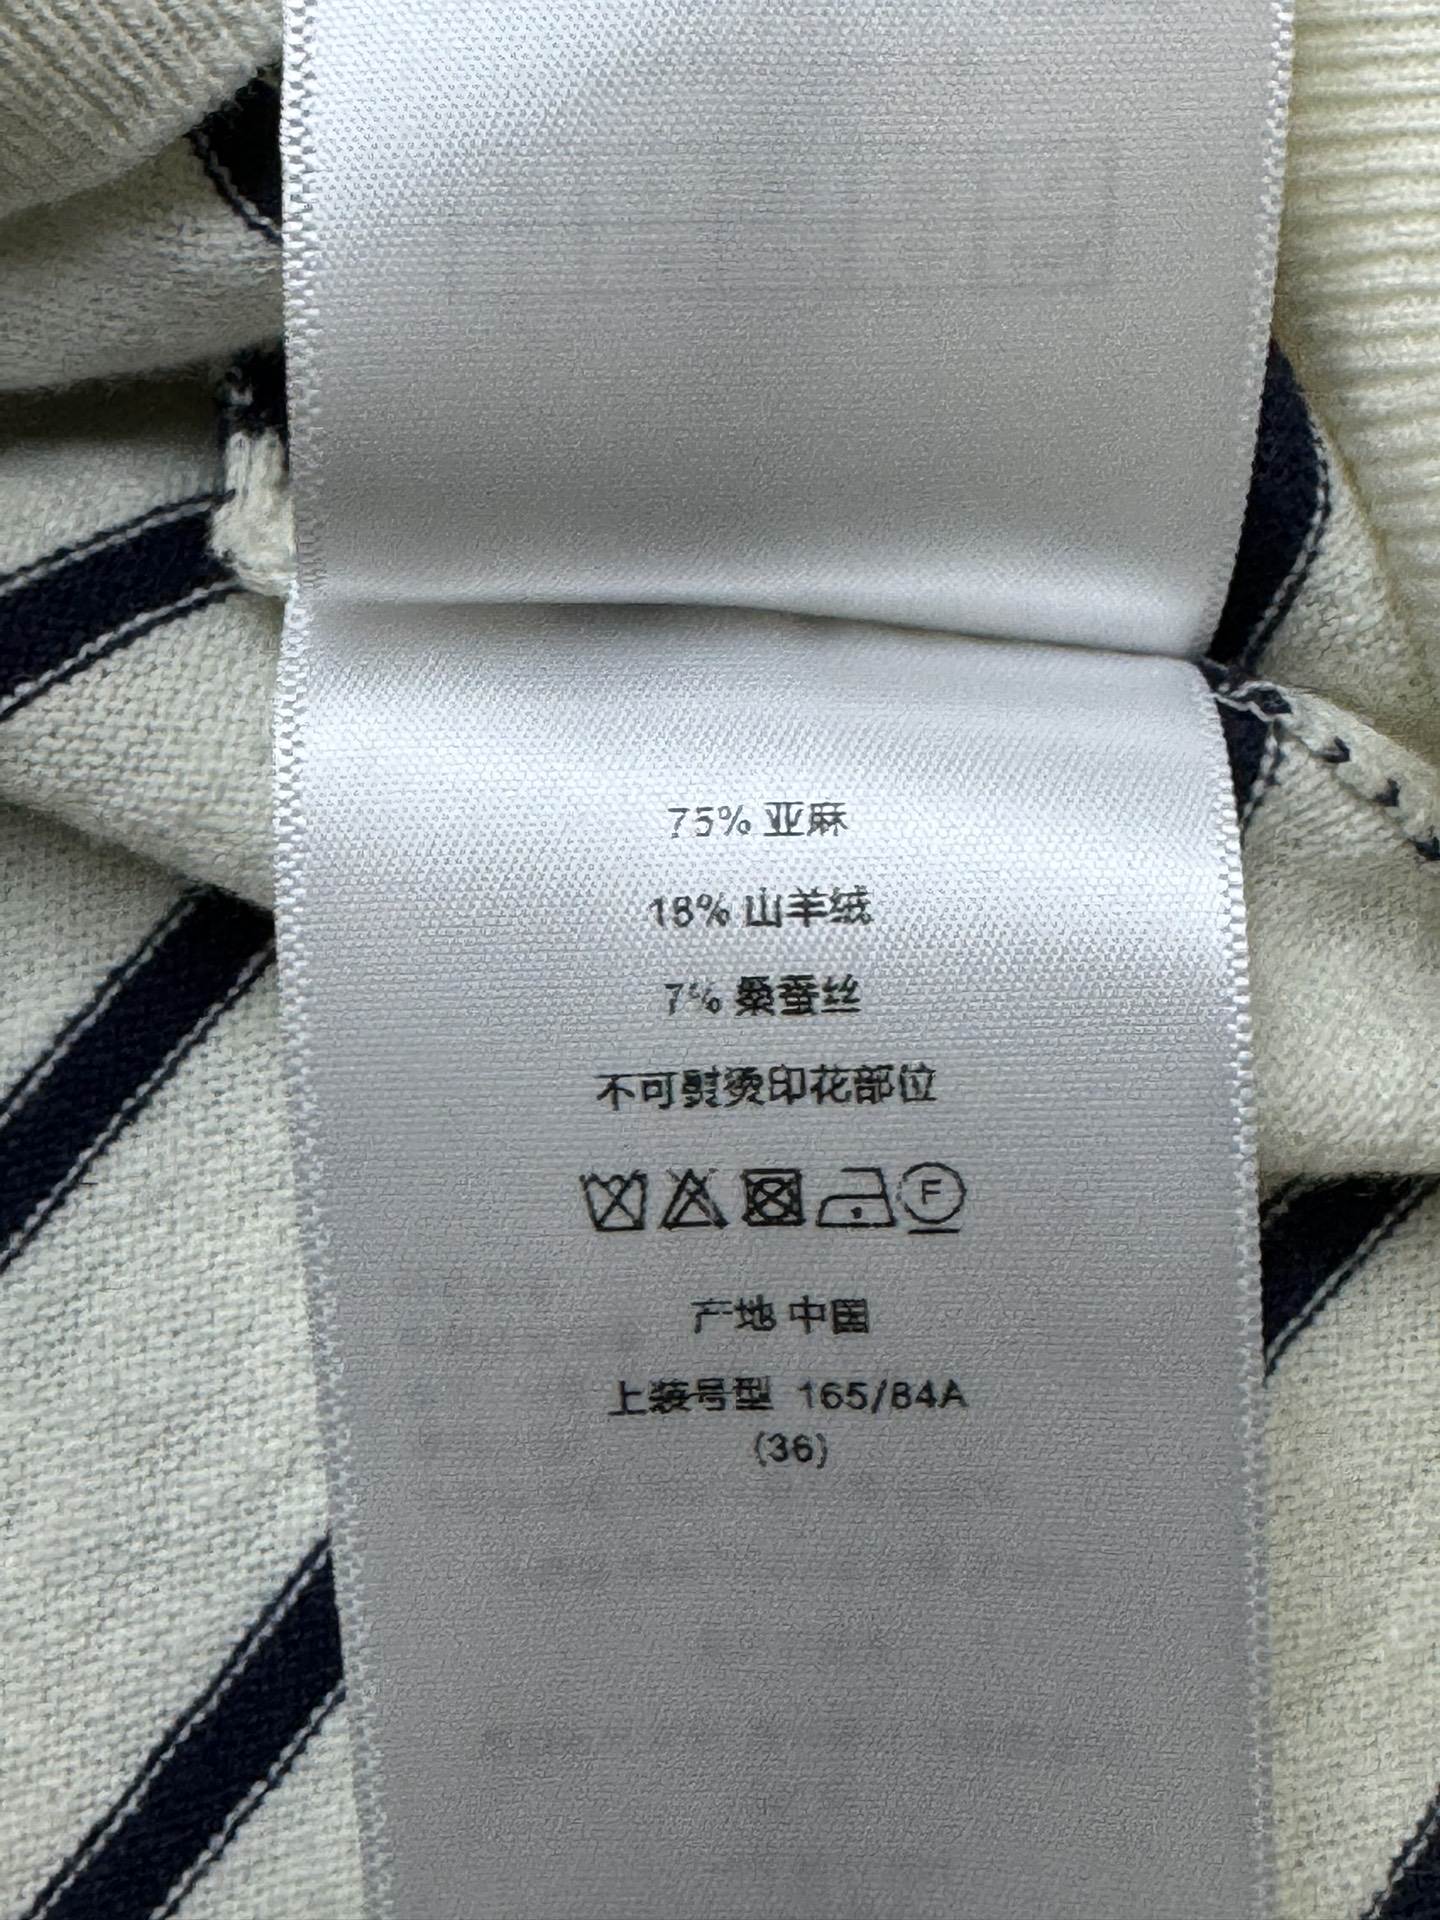 75% 亚麻
18% 山羊绒
7% 桑蚕丝
不可熨烫印花部位
F
产地 中国
上装号型 165/84A
(36)